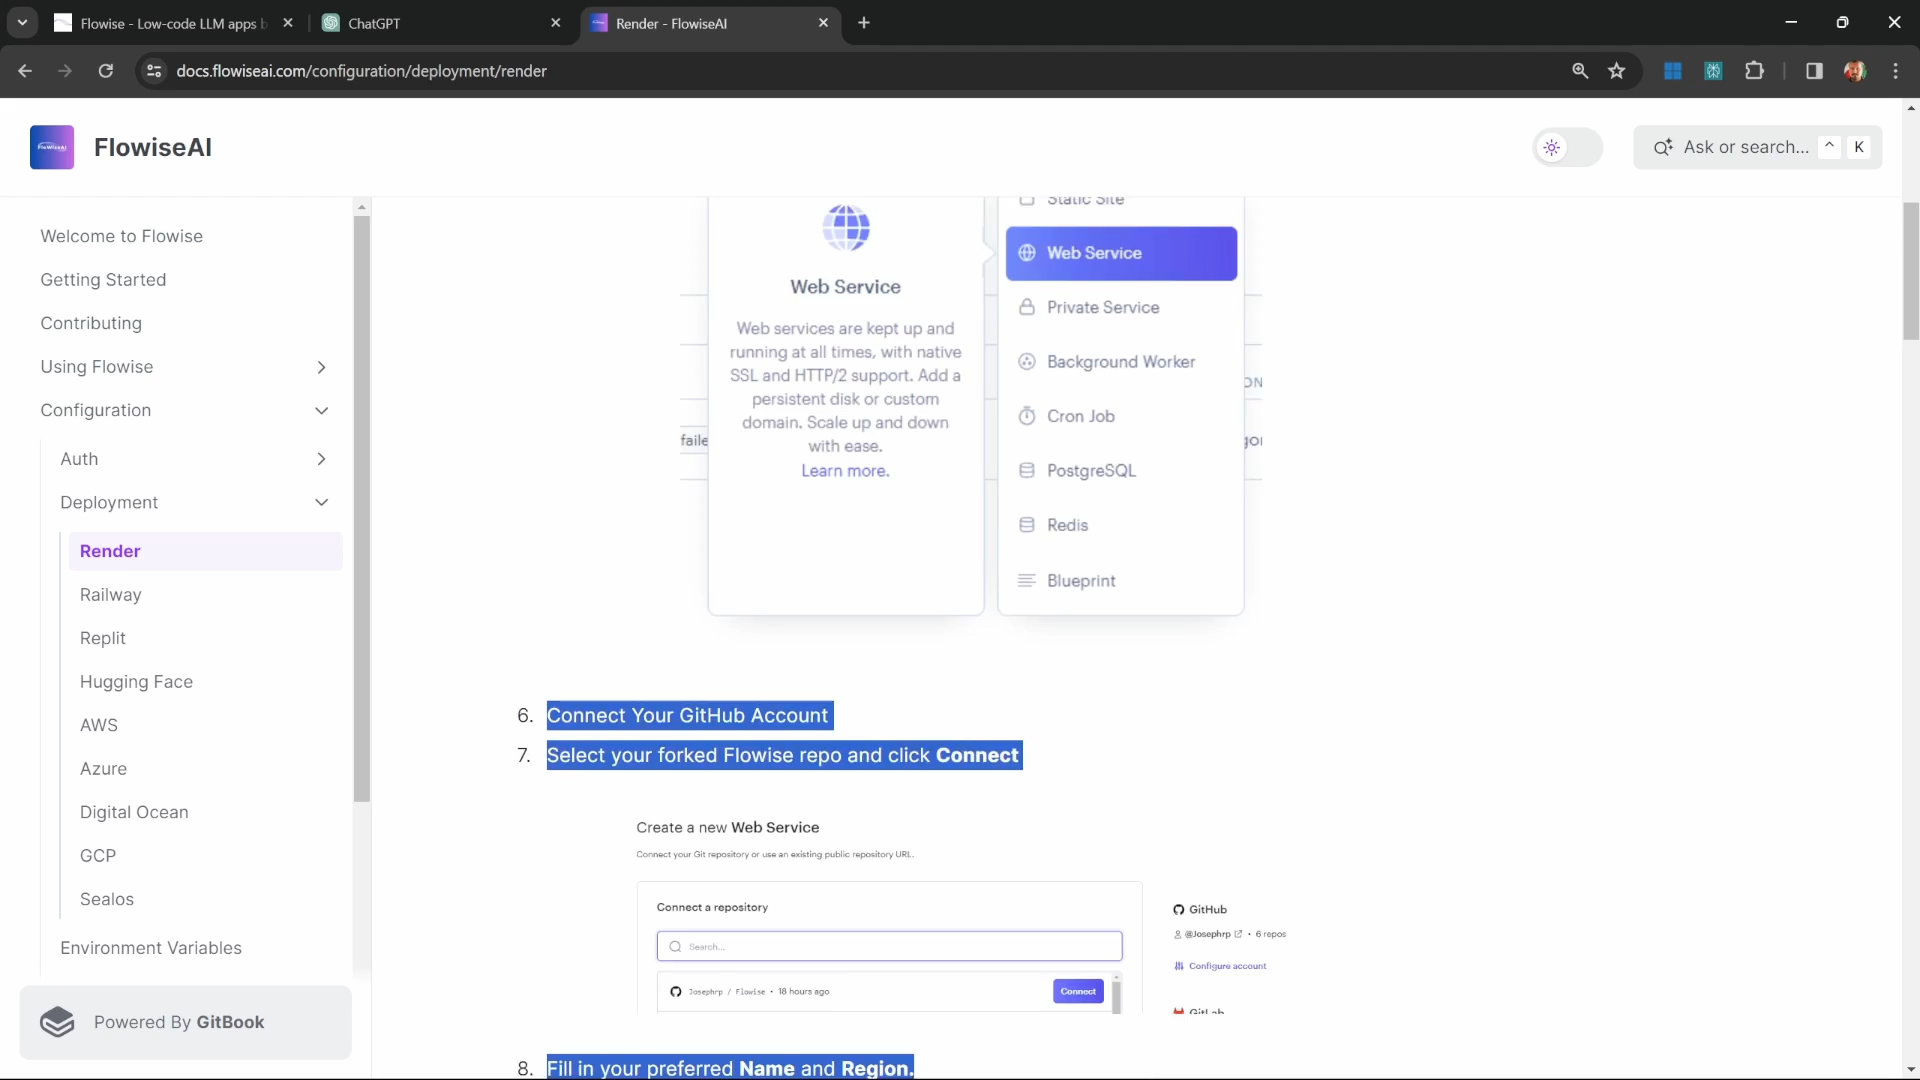 Flowise - Low-code LLM apps b
ChatGPT
Render - FlowiseAI
docs.flowiseai.com/configuration/deployment/render
FlowiseAI
Ask or search...
^
K
Welcome to Flowise
Getting Started
Contributing
Using Flowise
Configuration
Auth
Deployment
Render
Railway
Replit
Hugging Face
AWS
Azure
Digital Ocean
GCP
Sealos
Environment Variables
Powered By GitBook
Web Service
Web services are kept up and
running at all times, with native
SSL and HTTP/2 support. Add a
persistent disk or custom
domain. Scale up and down
with ease.
Learn more.
faile
Static Site
Web Service
Private Service
Background Worker
Cron Job
PostgreSQL
Redis
Blueprint
ON
gor
6. Connect Your GitHub Account
7. Select your forked Flowise repo and click Connect
Create a new Web Service
Connect your Git repository or use an existing public repository URL.
Connect a repository
Search...
Josephrp / Flowise • 18 hours ago
Connect
GitHub
@Josephrp • 6 repos
Configure account
GitLab
8. Fill in your preferred Name and Region.